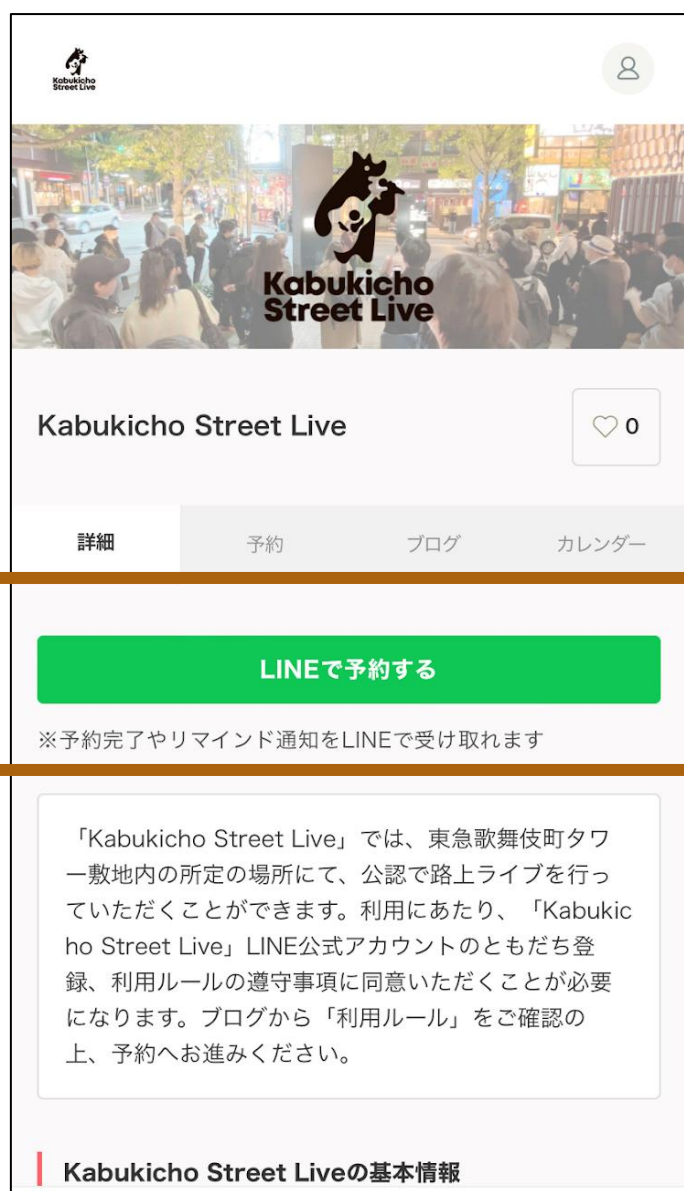 Kabukicho
Street Live
Kabukicho
Street Live
Kabukicho Street Live
0
詳細 予約 ブログ カレンダー
LINEで予約する
※予約完了やリマインド通知をLINEで受け取れます
「Kabukicho Street Live」では、東急歌舞伎町タワ
ー敷地内の所定の場所にて、公認で路上ライブを行っ
ていただくことができます。利用にあたり、「Kabukic
ho Street Live」LINE公式アカウントのともだち登
録、利用ルールの遵守事項に同意いただくことが必要
になります。ブログから「利用ルール」をご確認の
上、予約へお進みください。
Kabukicho Street Liveの基本情報